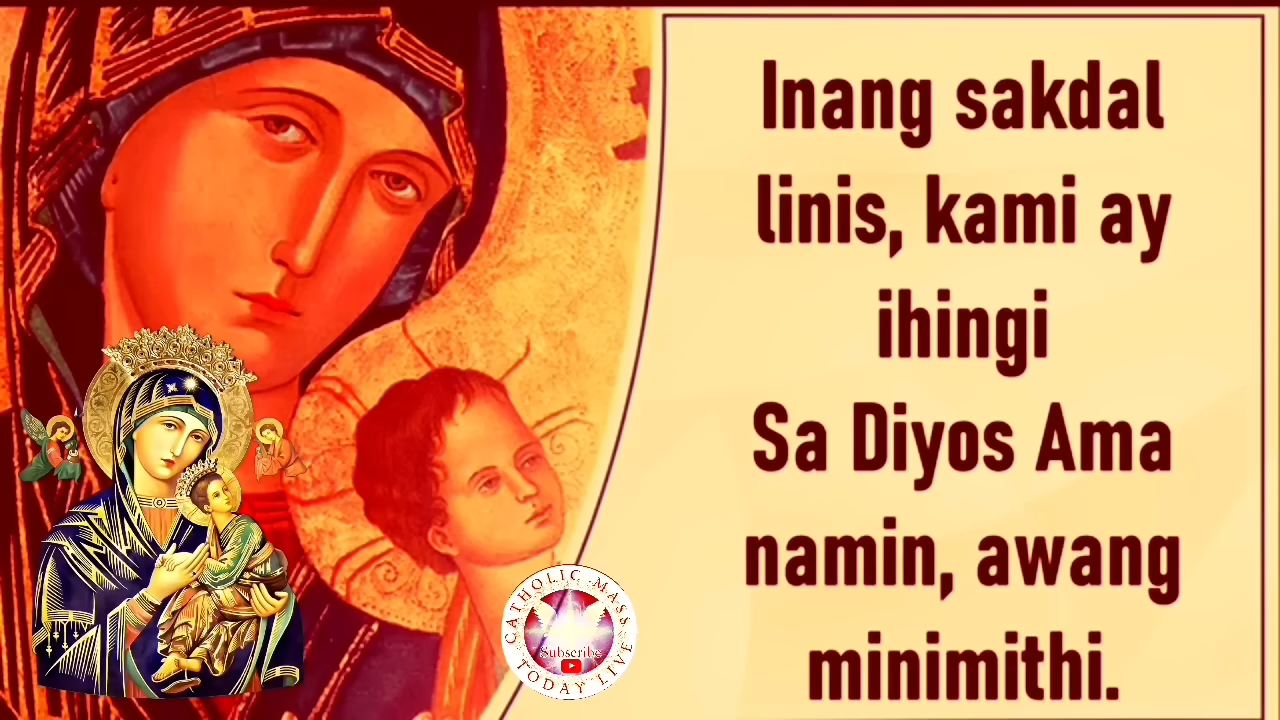 Inang sakdal
linis, kami ay
ihingi
Sa Diyos Ama
namin, awang
minimithi.
CATHOLIC MASS
Subscribe
TODAY LIVE